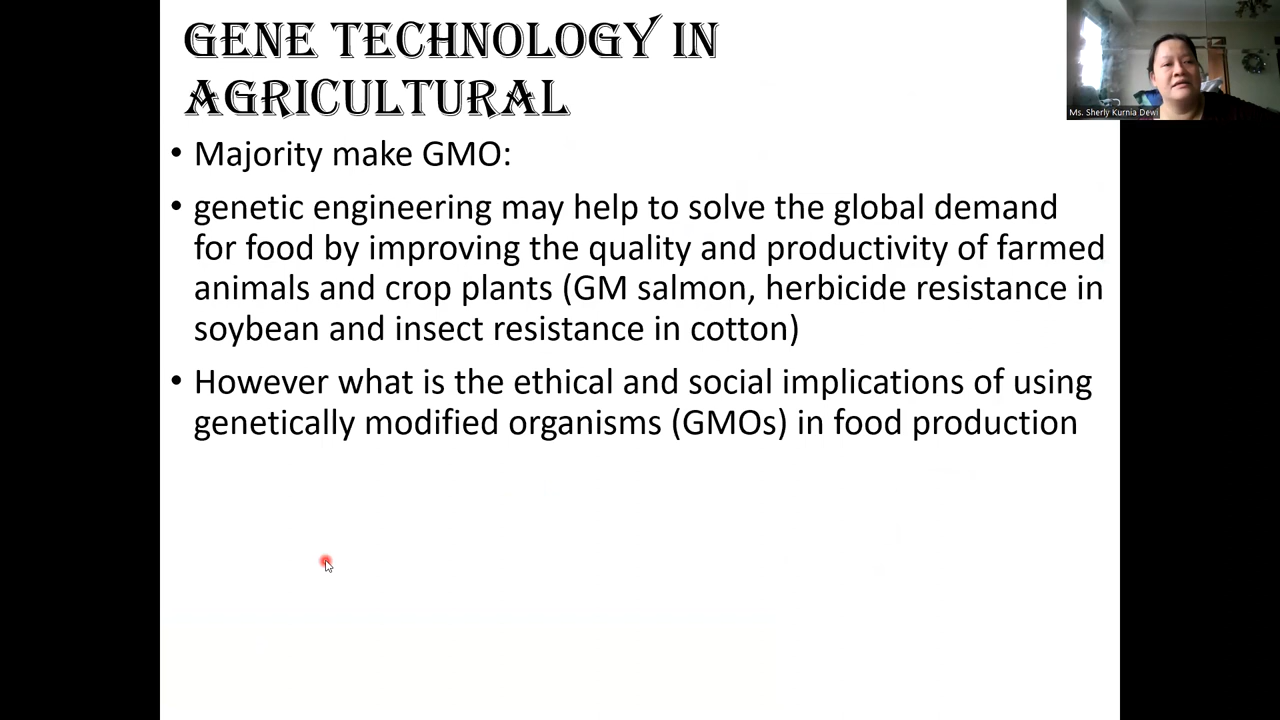 GENE TECHNOLOGY IN
AGRICULTURAL
Ms. Sherly Kurnia Dewi
• Majority make GMO:
• genetic engineering may help to solve the global demand
for food by improving the quality and productivity of farmed
animals and crop plants (GM salmon, herbicide resistance in
soybean and insect resistance in cotton)
• However what is the ethical and social implications of using
genetically modified organisms (GMOs) in food production